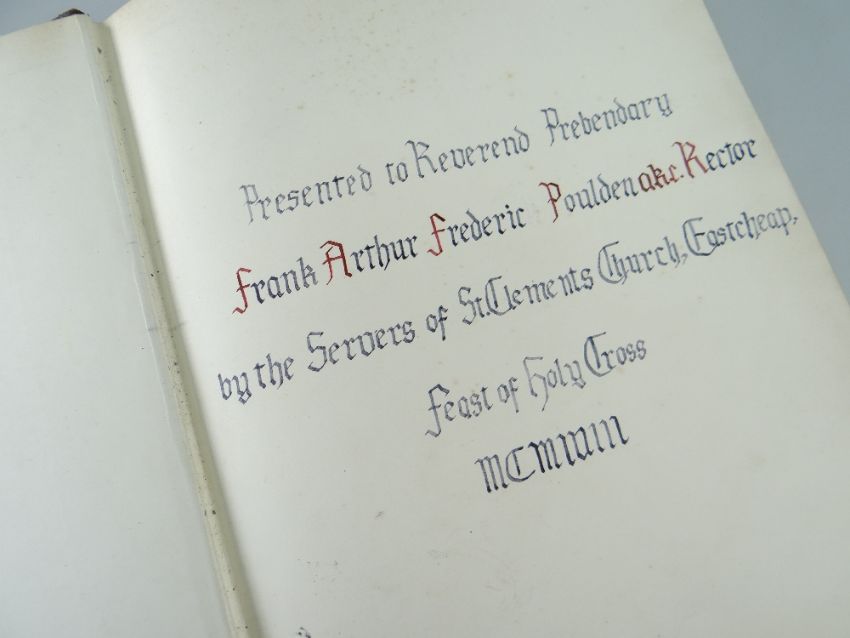 Presented to Reverend Prebendary
Frank Arthur Frederic Poulden akc. Rector
by the Servers of St. Clements Church, Eastcheap.
Feast of Holy Cross
MCMIVIII